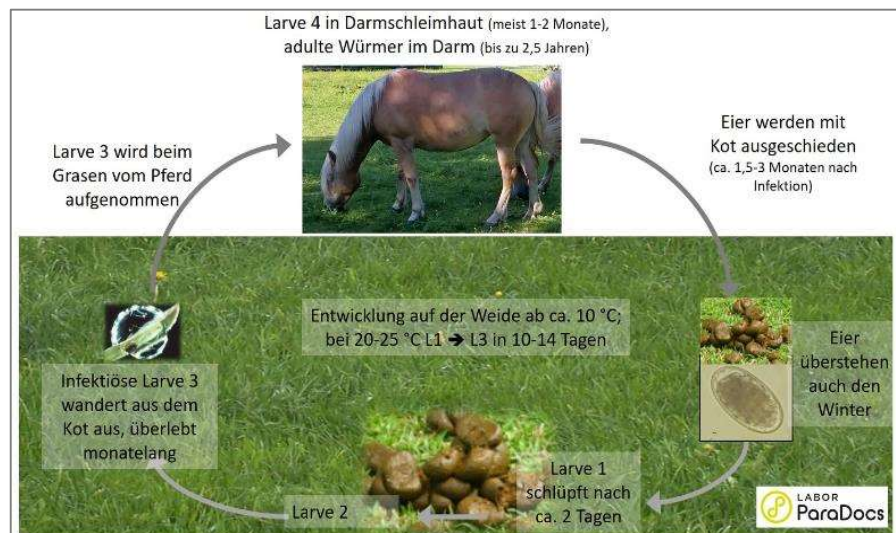 Larve 4 in Darmschleimhaut (meist 1-2 Monate),
adulte Würmer im Darm (bis zu 2,5 Jahren)
Eier werden mit
Kot ausgeschieden
(ca. 1,5-3 Monaten nach
Infektion)
Larve 3 wird beim
Grasen vom Pferd
aufgenommen
Entwicklung auf der Weide ab ca. 10 °C;
bei 20-25 °C L1 ➔ L3 in 10-14 Tagen
Eier
überstehen
auch den
Winter
Infektiöse Larve 3
wandert aus dem
Kot aus, überlebt
monatelang
Larve 1
schlüpft nach
ca. 2 Tagen
Larve 2
LABOR
ParaDocs